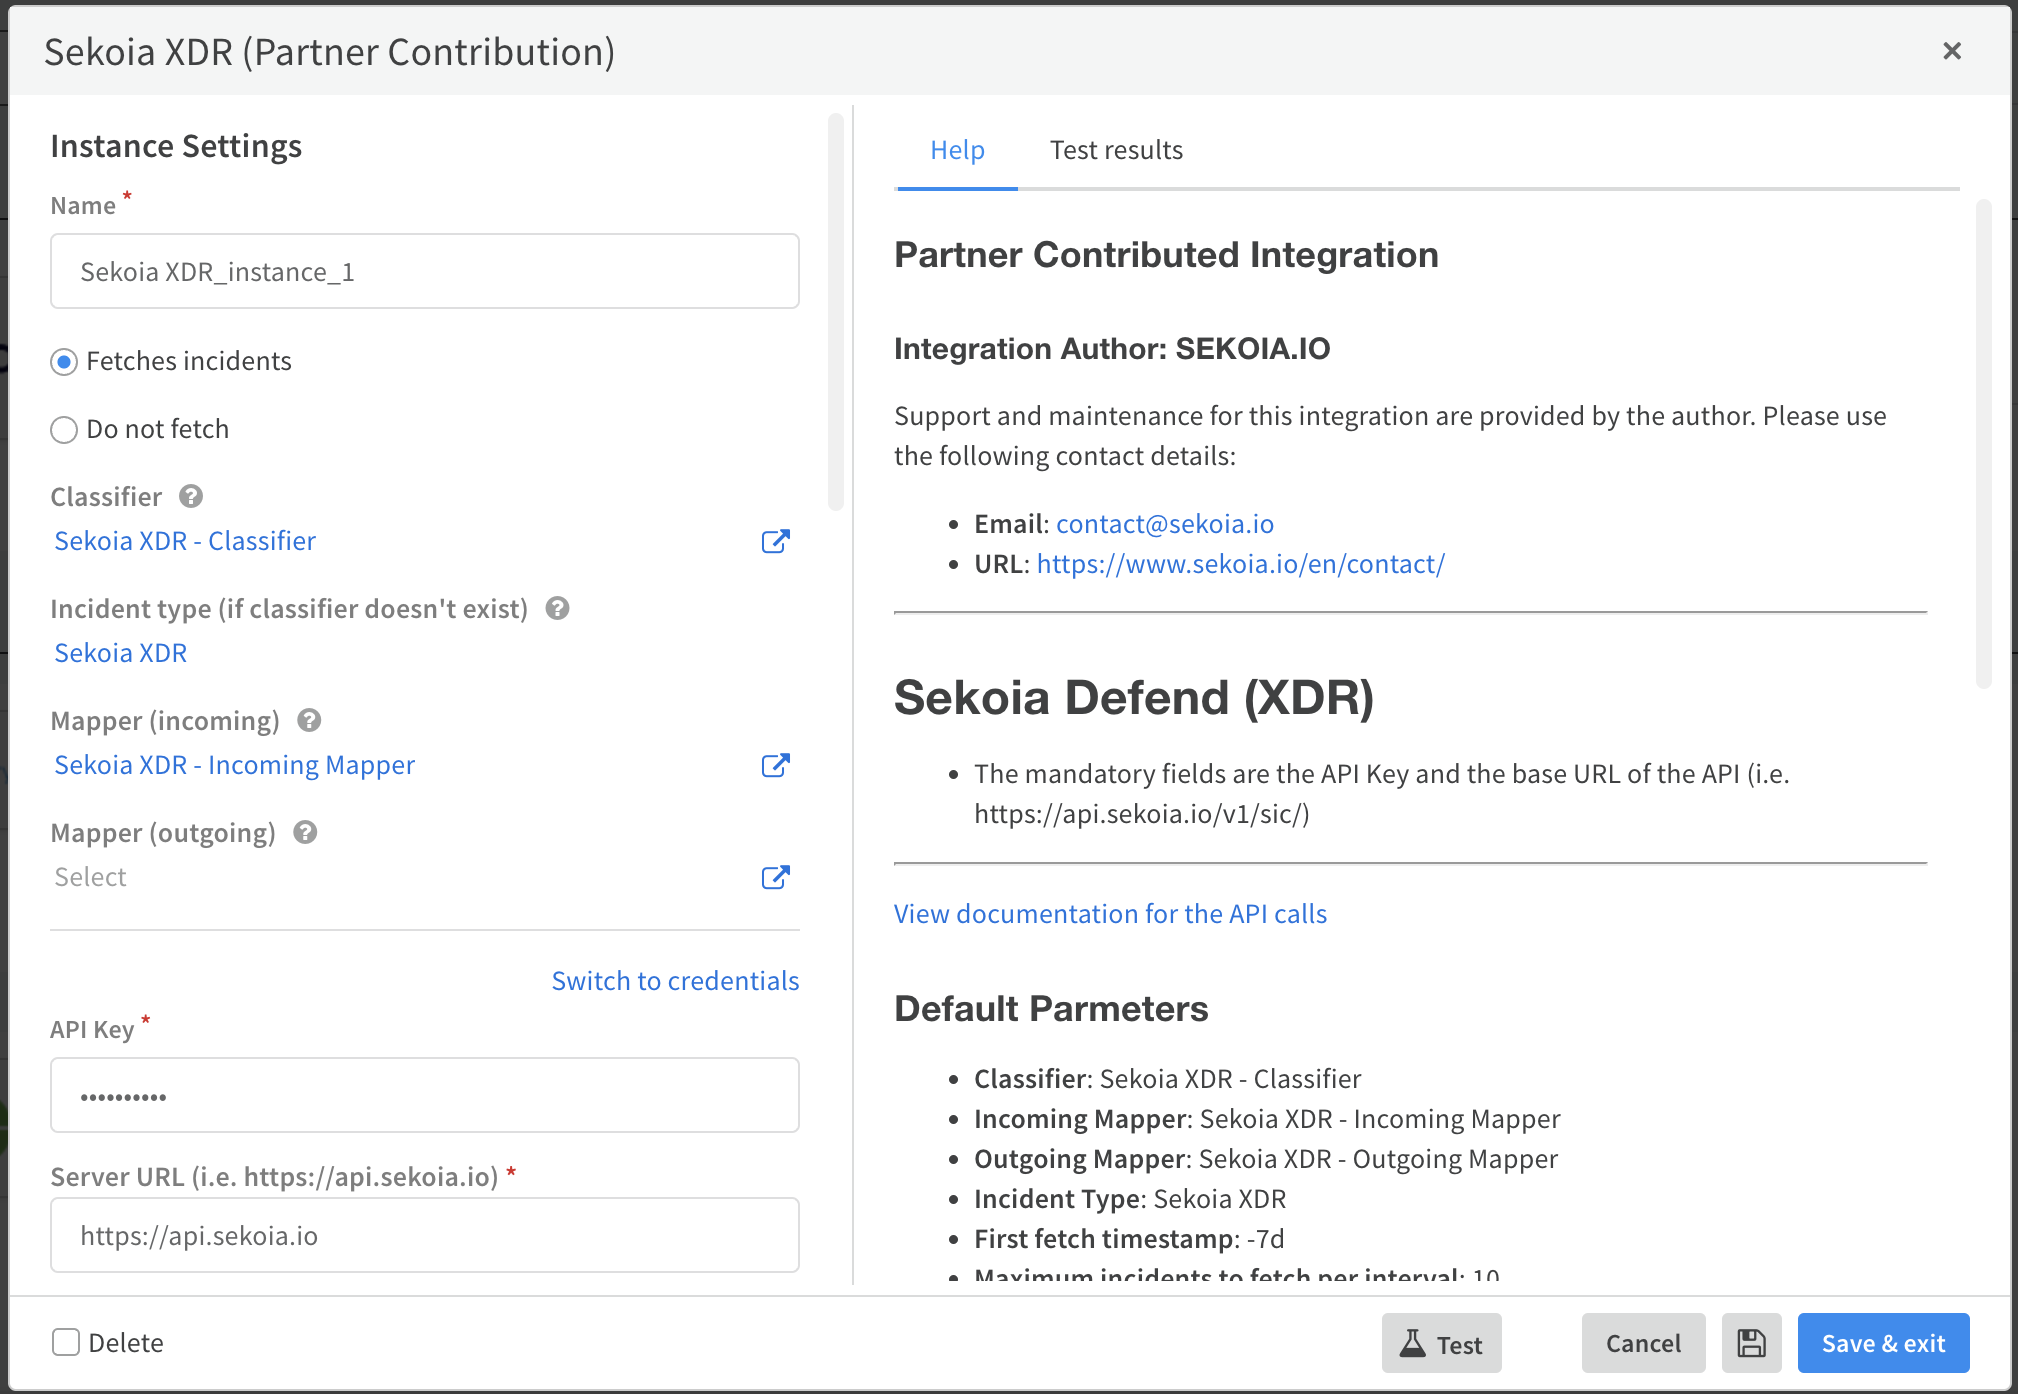 Sekoia XDR (Partner Contribution)
×
Instance Settings
Name *
Sekoia XDR_instance_1
Fetches incidents
Do not fetch
Classifier ?
Sekoia XDR - Classifier
Incident type (if classifier doesn't exist) ?
Sekoia XDR
Mapper (incoming) ?
Sekoia XDR - Incoming Mapper
Mapper (outgoing) ?
Select
Switch to credentials
API Key *
••••••••••
Server URL (i.e. https://api.sekoia.io) *
https://api.sekoia.io
Help
Test results
Partner Contributed Integration
Integration Author: SEKOIA.IO
Support and maintenance for this integration are provided by the author. Please use
the following contact details:
• Email: contact@sekoia.io
• URL: https://www.sekoia.io/en/contact/
Sekoia Defend (XDR)
• The mandatory fields are the API Key and the base URL of the API (i.e.
https://api.sekoia.io/v1/sic/)
View documentation for the API calls
Default Parmeters
• Classifier: Sekoia XDR - Classifier
• Incoming Mapper: Sekoia XDR - Incoming Mapper
• Outgoing Mapper: Sekoia XDR - Outgoing Mapper
• Incident Type: Sekoia XDR
• First fetch timestamp: -7d
• Maximum incidents to fetch per interval: 10
Delete
Test
Cancel
Save & exit